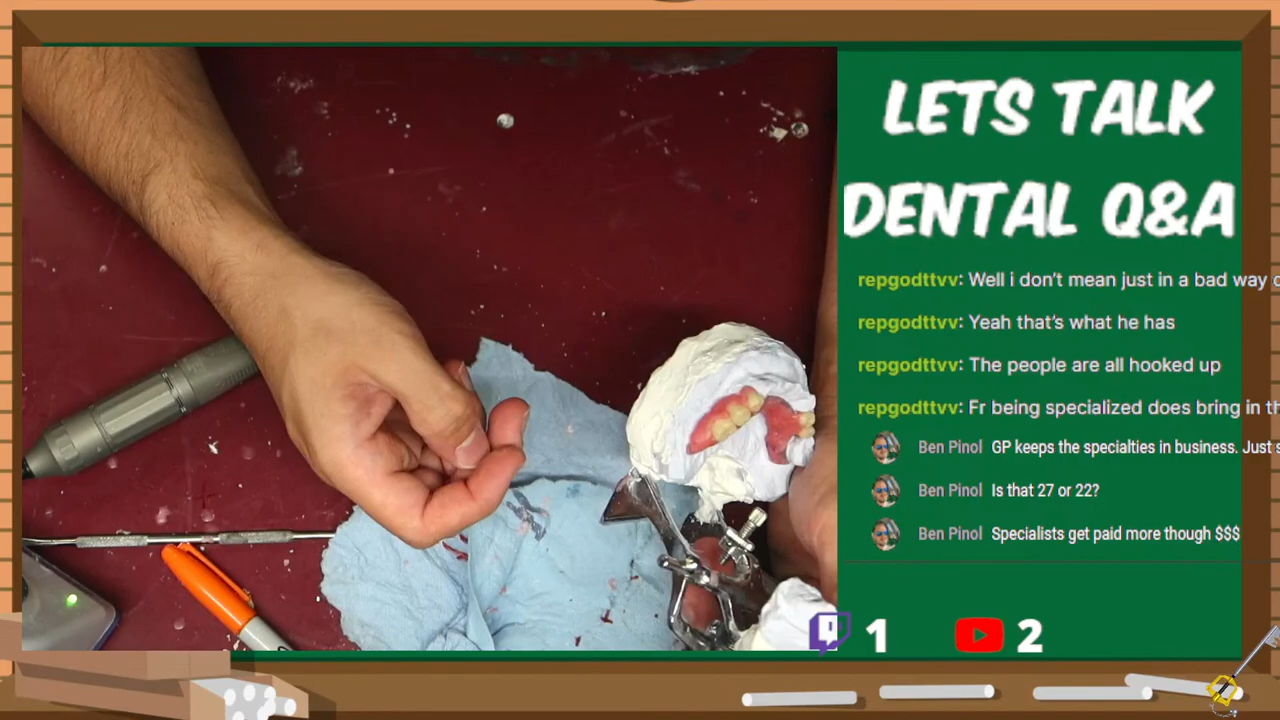 LETS TALK
DENTAL Q&A
repgodttvv: Well i don't mean just in a bad way
repgodttvv: Yeah that's what he has
repgodttvv: The people are all hooked up
repgodttvv: Fr being specialized does bring in
Ben Pinol GP keeps the specialties in business. Just
Ben Pinol Is that 27 or 22?
Ben Pinol Specialists get paid more though $$$
1 2